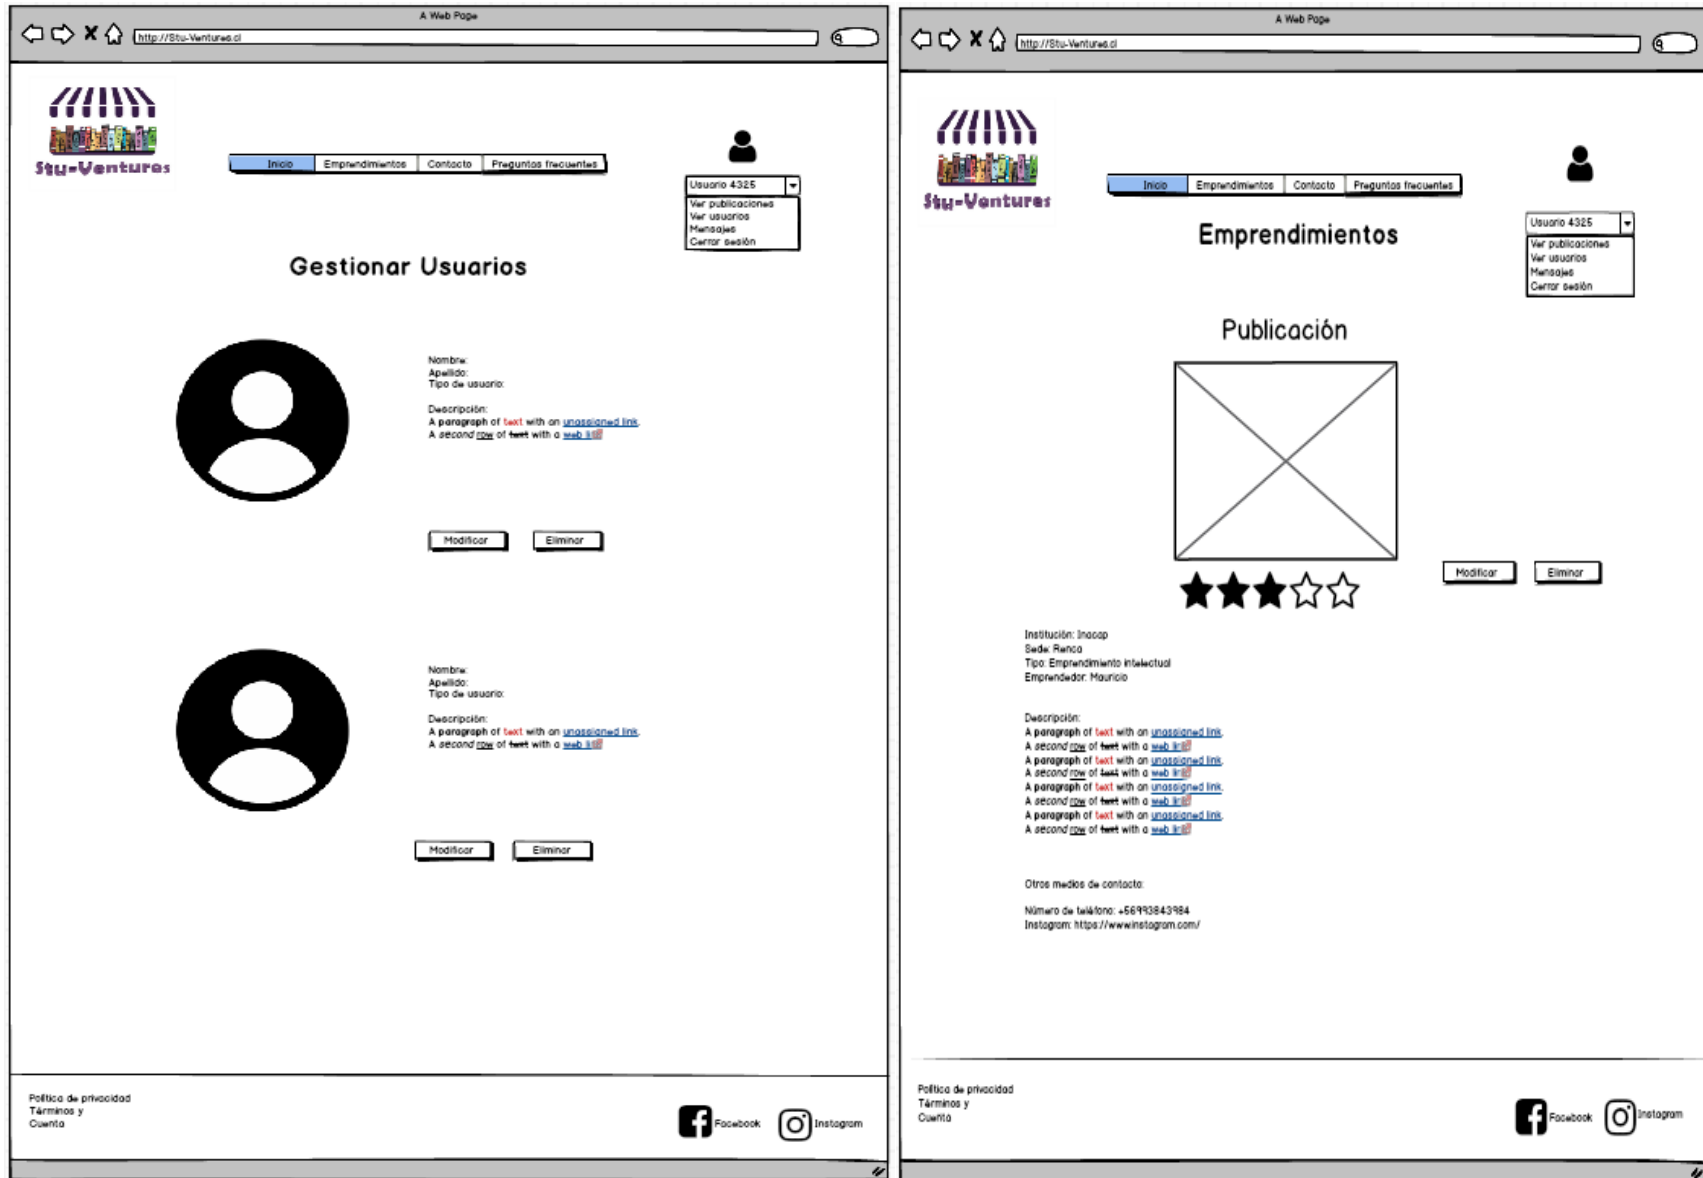 A Web Page
http://Stu-Ventures.cl
Stu-Ventures
Inicio Emprendimientos Contacto Preguntas frecuentes
Usuario 4325
Ver publicaciones
Ver usuarios
Mensajes
Cerrar sesión
Gestionar Usuarios
Nombre:
Apellido:
Tipo de usuario:
Descripción:
A paragraph of text with an unassigned link.
A second row of text with a web link
Modificar Eliminar
Nombre:
Apellido:
Tipo de usuario:
Descripción:
A paragraph of text with an unassigned link.
A second row of text with a web link
Modificar Eliminar
Política de privacidad
Términos y
Cuenta
Facebook Instagram
A Web Page
http://Stu-Ventures.cl
Stu-Ventures
Inicio Emprendimientos Contacto Preguntas frecuentes
Usuario 4325
Ver publicaciones
Ver usuarios
Mensajes
Cerrar sesión
Emprendimientos
Publicación
Modificar Eliminar
Institución: Inacap
Sede: Renca
Tipo: Emprendimiento intelectual
Emprendedor: Mauricio
Descripción:
A paragraph of text with an unassigned link.
A second row of text with a web link
A paragraph of text with an unassigned link.
A second row of text with a web link
A paragraph of text with an unassigned link.
A second row of text with a web link
A paragraph of text with an unassigned link.
A second row of text with a web link
Otros medios de contacto:
Número de teléfono: +56993843984
Instagram: https://www.instagram.com/
Política de privacidad
Términos y
Cuenta
Facebook Instagram